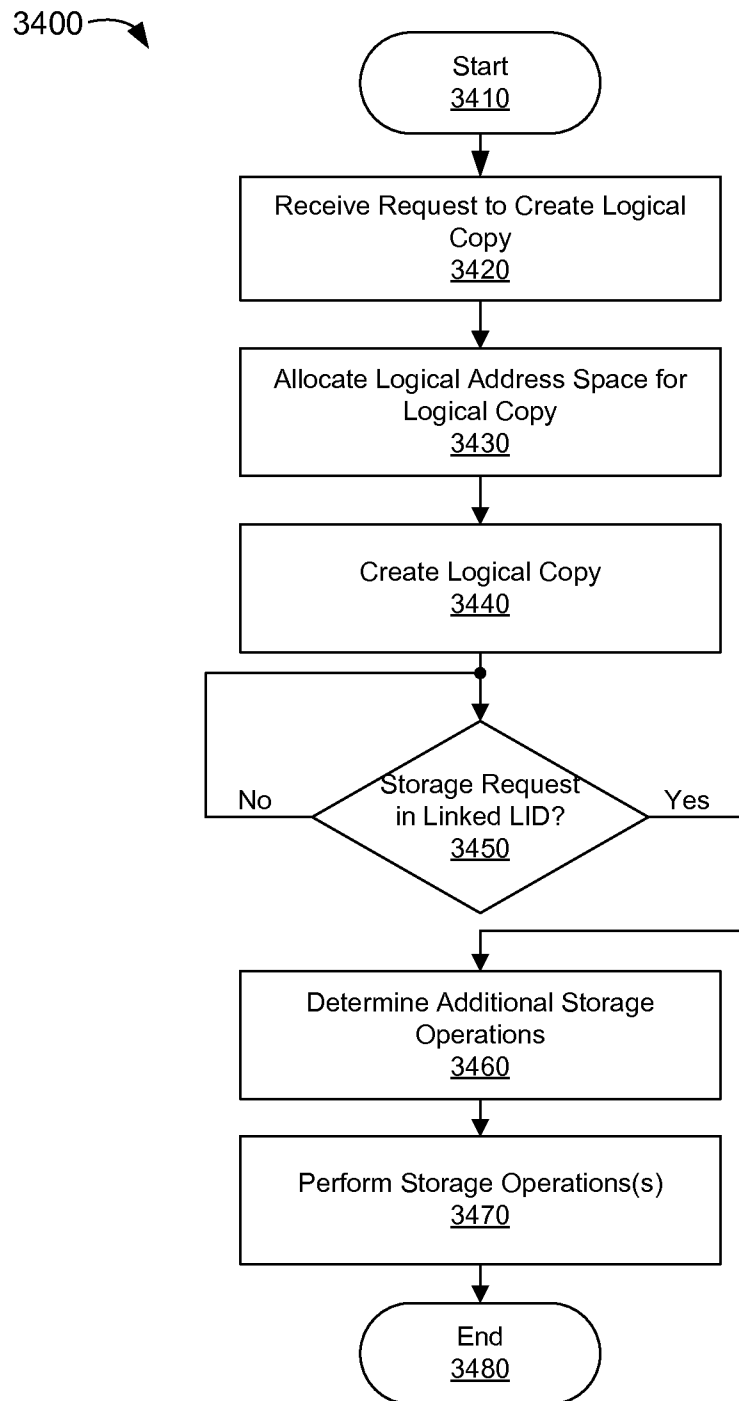 3400
Start
3410
Receive Request to Create Logical
Copy
3420
Allocate Logical Address Space for
Logical Copy
3430
Create Logical Copy
3440
Storage Request
in Linked LID?
3450
No
Yes
Determine Additional Storage
Operations
3460
Perform Storage Operations(s)
3470
End
3480